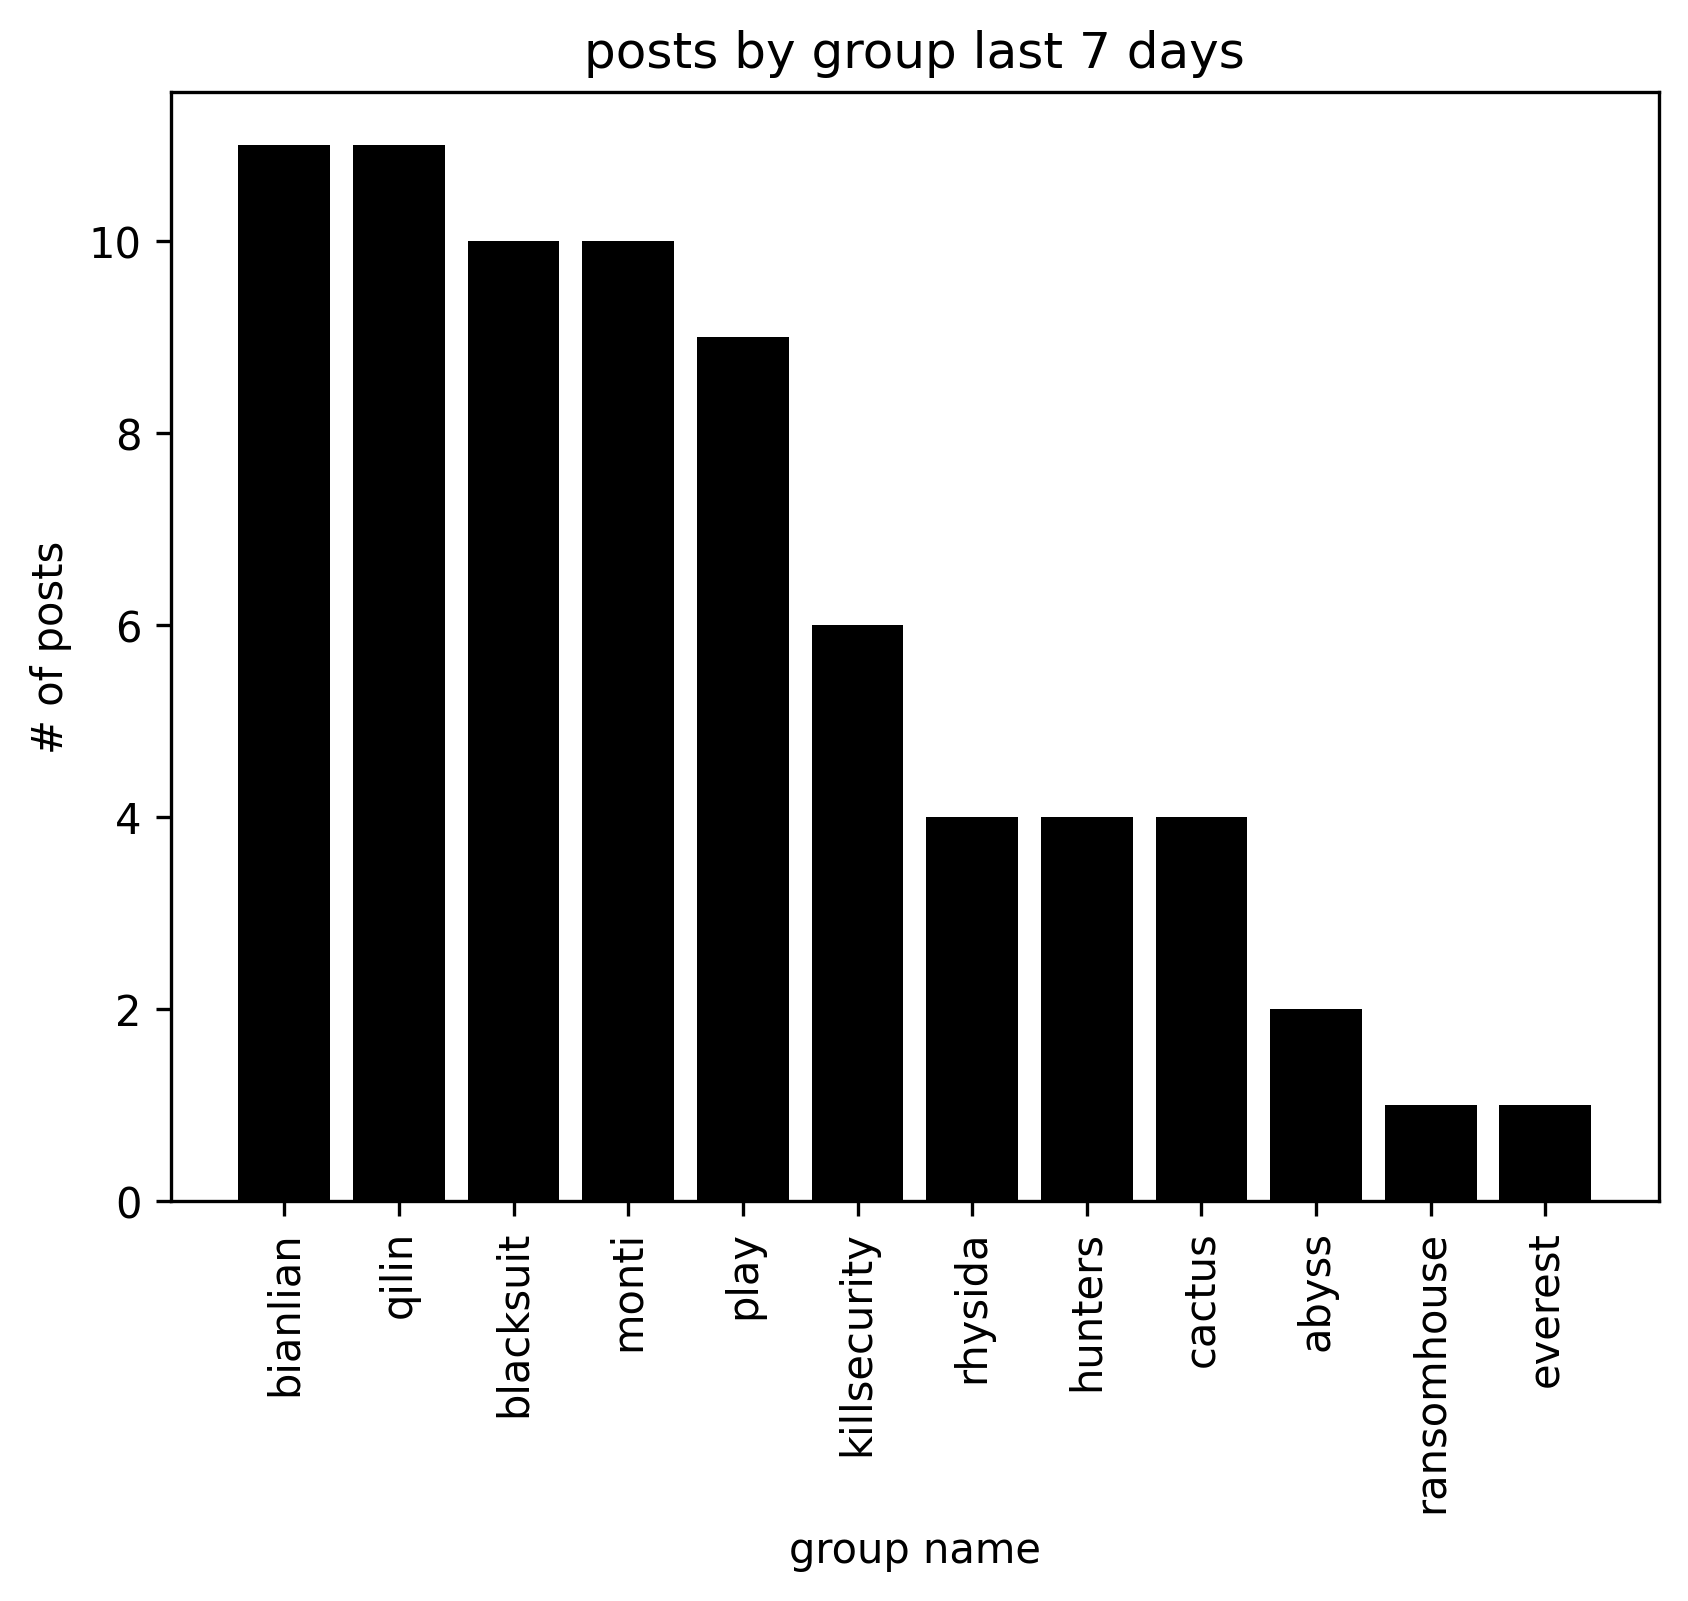 posts by group last 7 days
# of posts
10
8
6
4
2
0
bianlian
qilin
blacksuit
monti
play
killsecurity
rhysida
hunters
cactus
abyss
ransomhouse
everest
group name